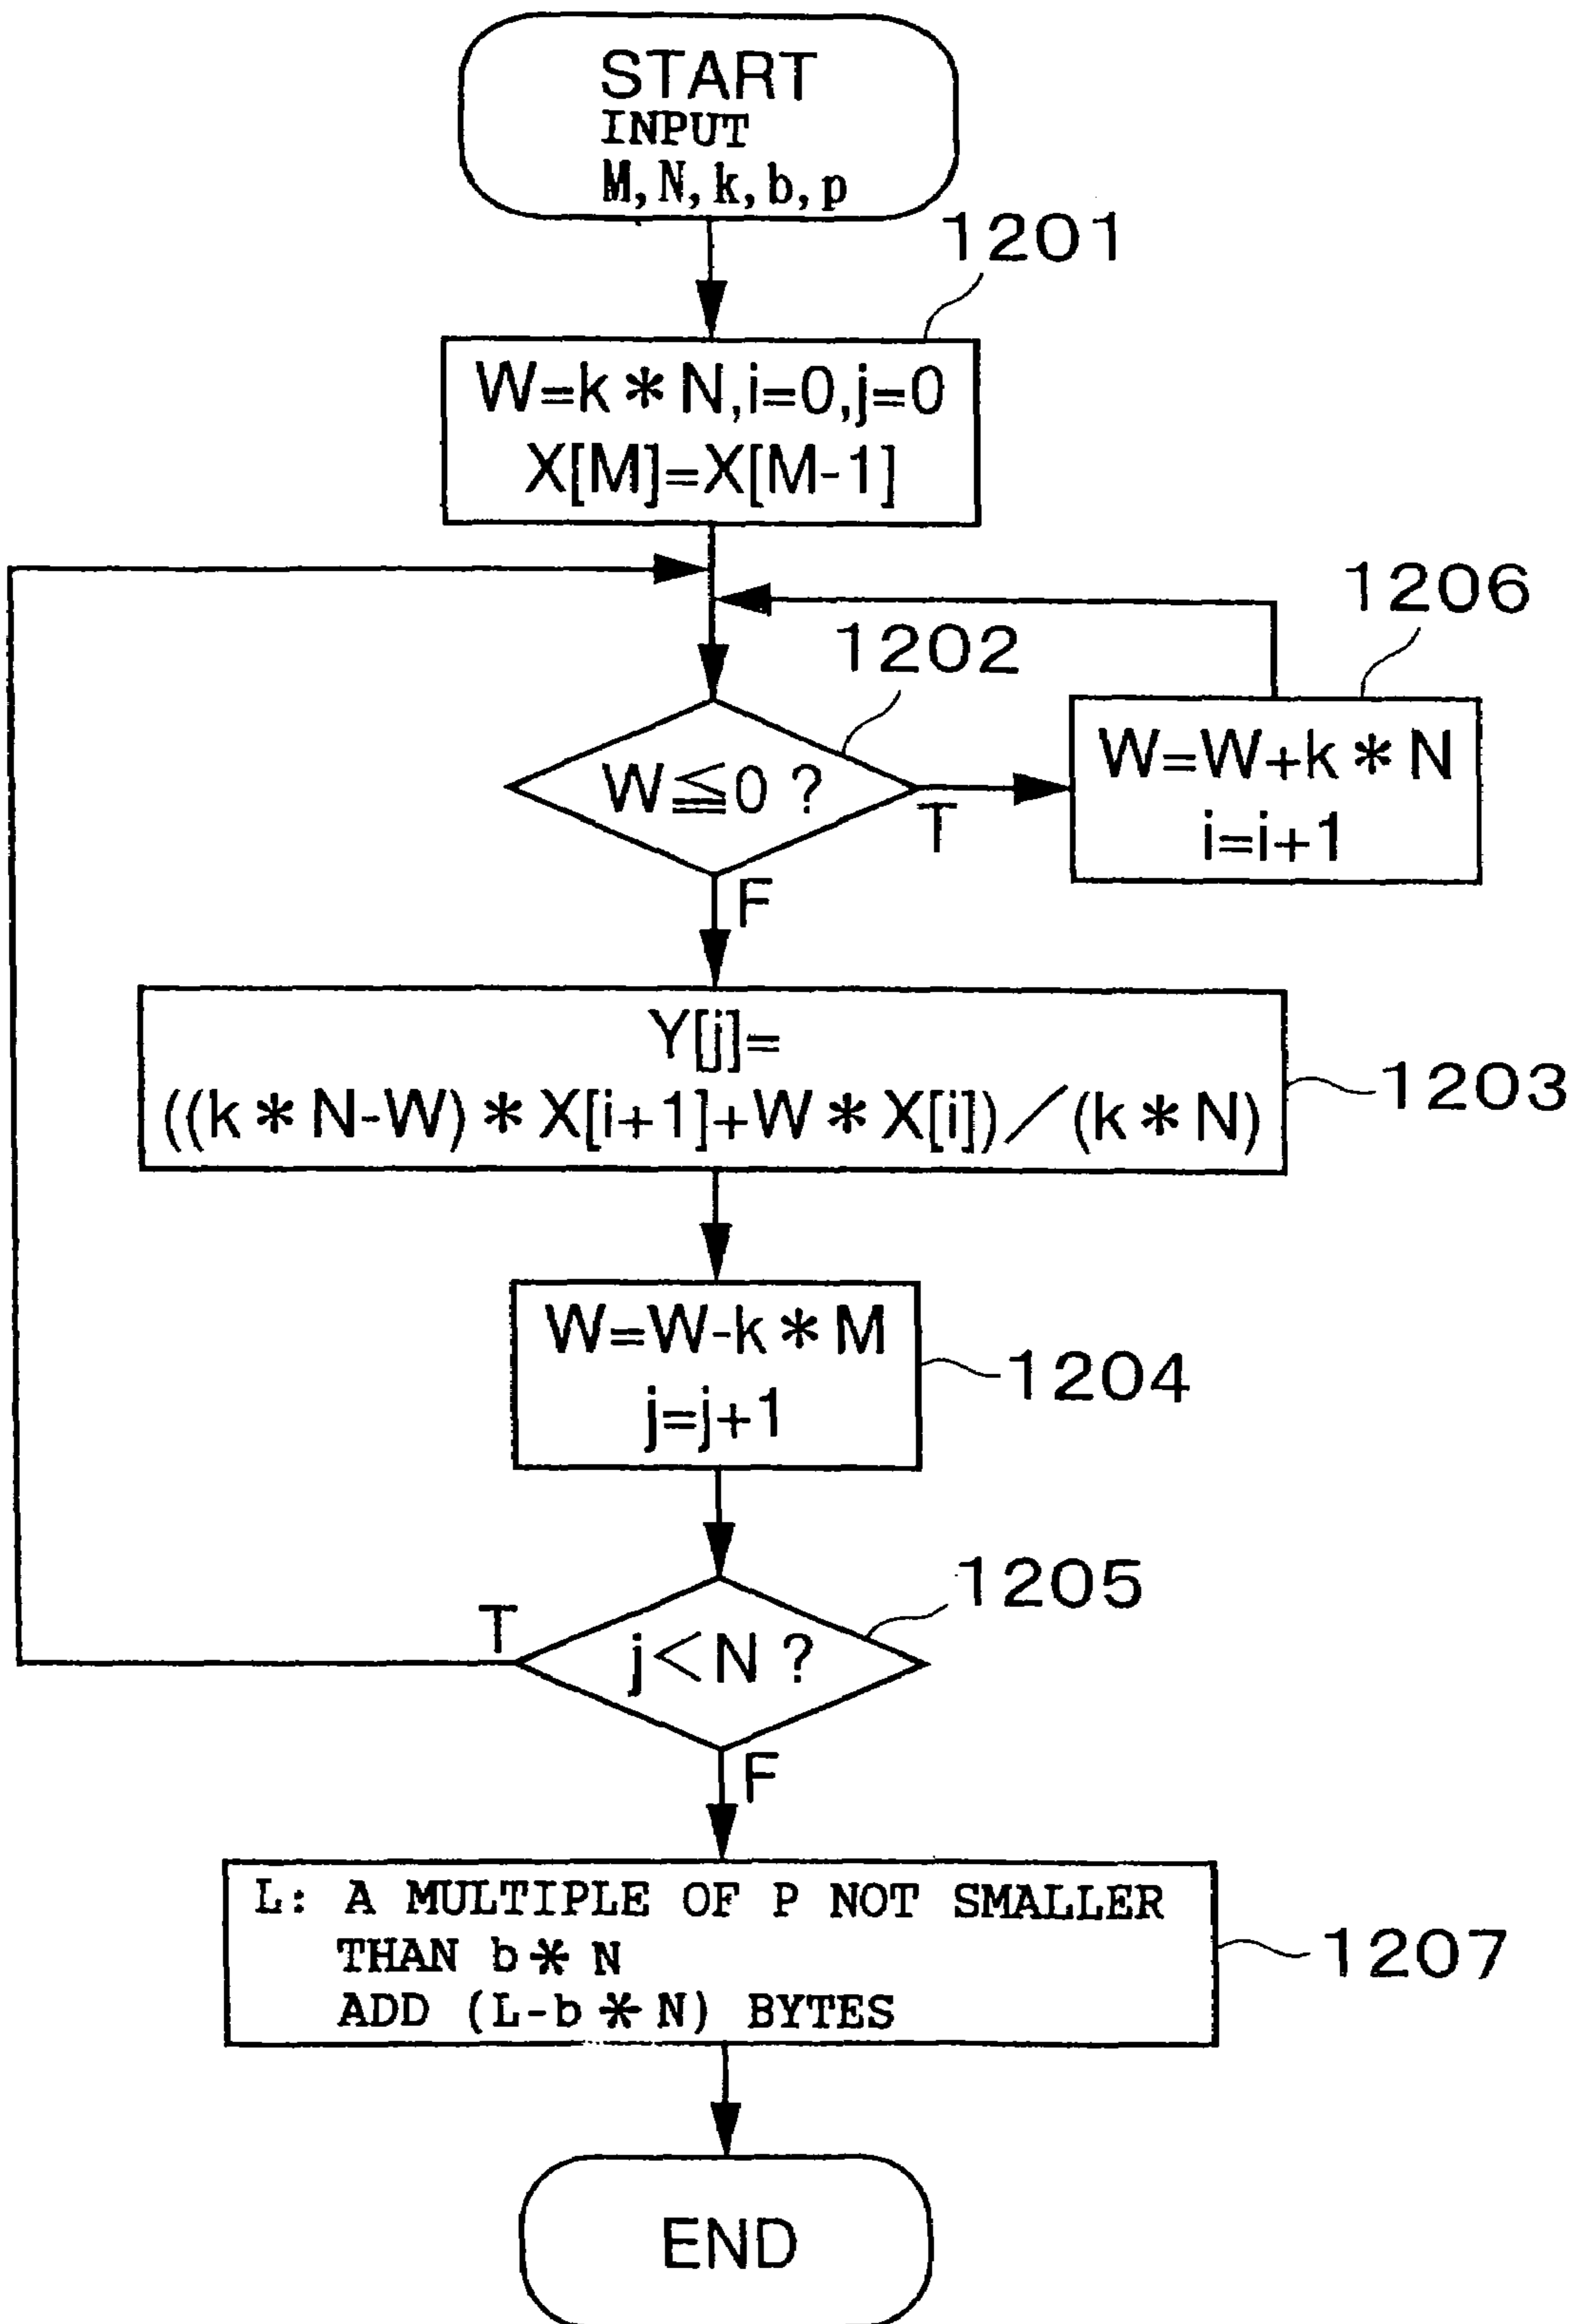 START
INPUT
M, N, k, b, p
1201
W=k*N,i=0,j=0
X[M]=X[M-1]
1206
1202
W=W+k*N
i=i+1
W≦0 ?
T
F
Y[j]=
((k*N-W)*X[i+1]+W*X[i])/(k*N)
1203
W=W-k*M
j=j+1
1204
1205
T
j<N ?
F
L: A MULTIPLE OF P NOT SMALLER
THAN b*N
ADD (L-b*N) BYTES
1207
END